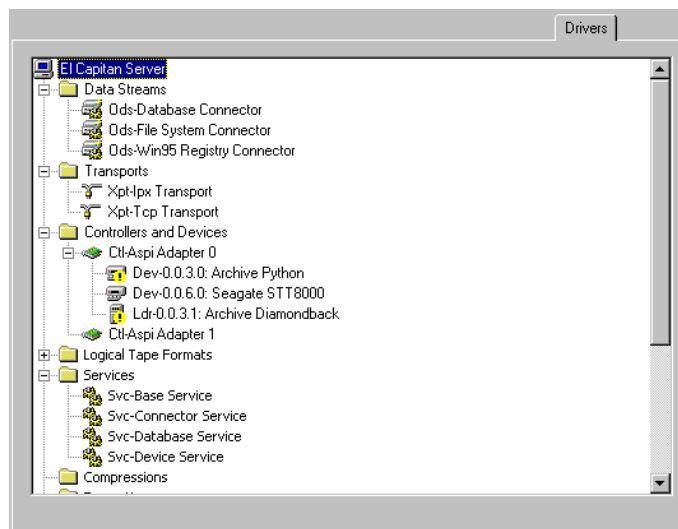 Drivers
El Capitan Server
Data Streams
Ods-Database Connector
Ods-File System Connector
Ods-Win95 Registry Connector
Transports
Xpt-Ipx Transport
Xpt-Tcp Transport
Controllers and Devices
Ctl-Aspi Adapter 0
Dev-0.0.3.0: Archive Python
Dev-0.0.6.0: Seagate STT8000
Ldr-0.0.3.1: Archive Diamondback
Ctl-Aspi Adapter 1
Logical Tape Formats
Services
Svc-Base Service
Svc-Connector Service
Svc-Database Service
Svc-Device Service
Compressions